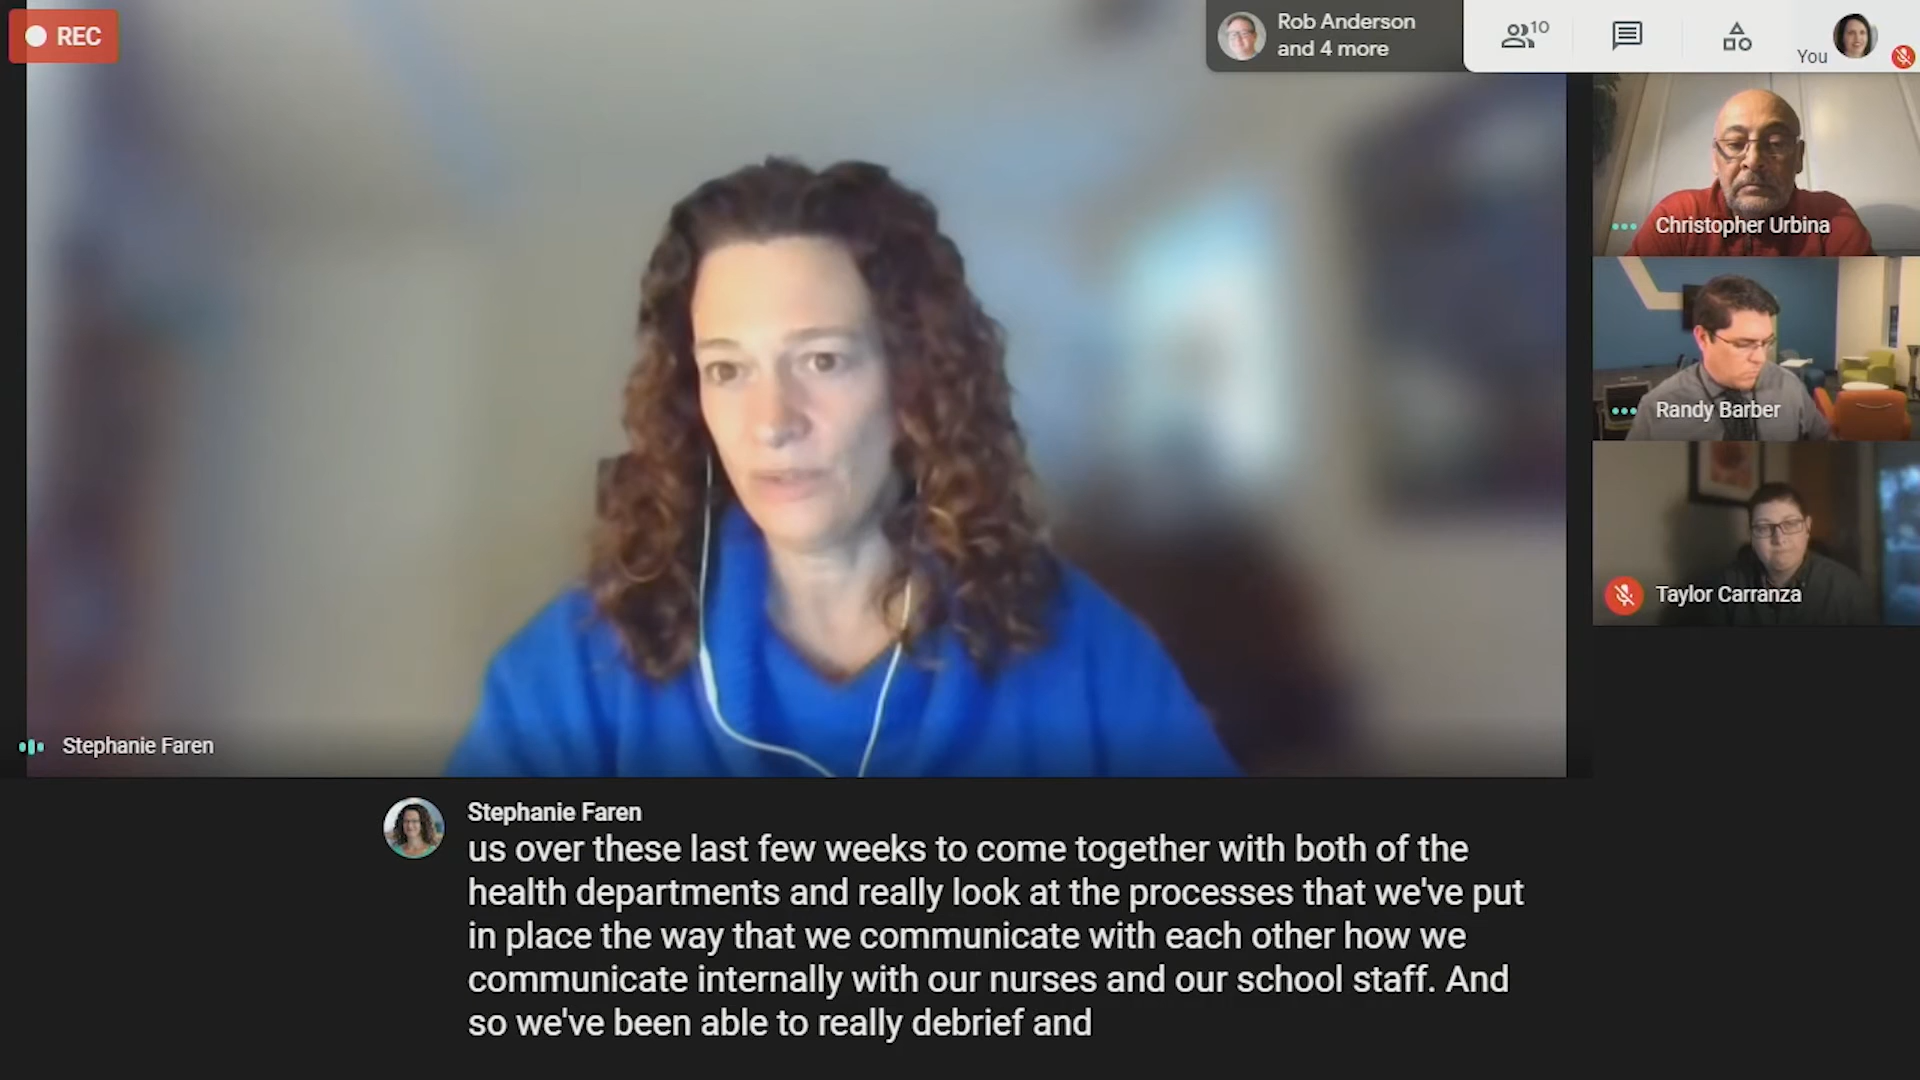 REC
Rob Anderson
and 4 more
10
You
Christopher Urbina
Randy Barber
Taylor Carranza
Stephanie Faren
Stephanie Faren
us over these last few weeks to come together with both of the
health departments and really look at the processes that we've put
in place the way that we communicate with each other how we
communicate internally with our nurses and our school staff. And
so we've been able to really debrief and